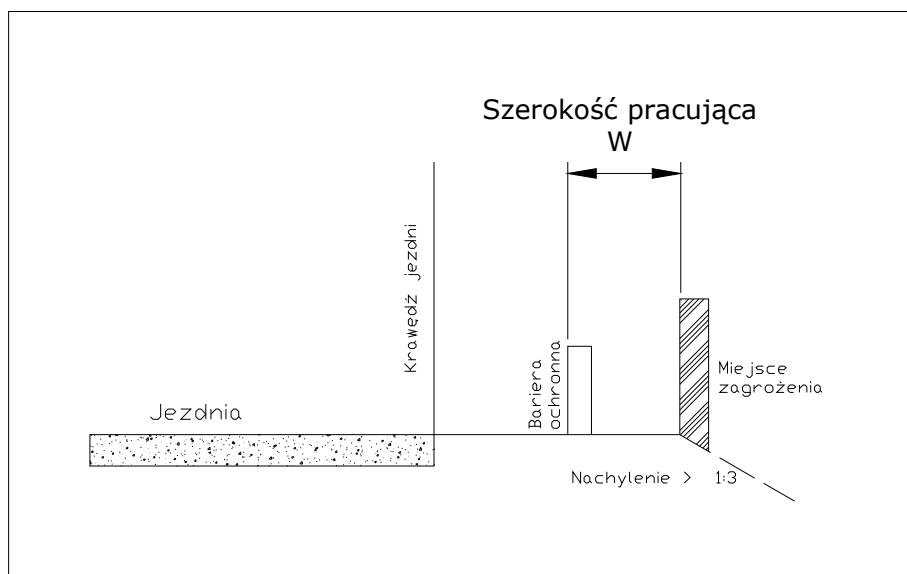 Szerokość pracująca
W
Krawędź jezdni
Bariera
ochronna
Miejsce
zagrożenia
Jezdnia
Nachylenie > 1:3